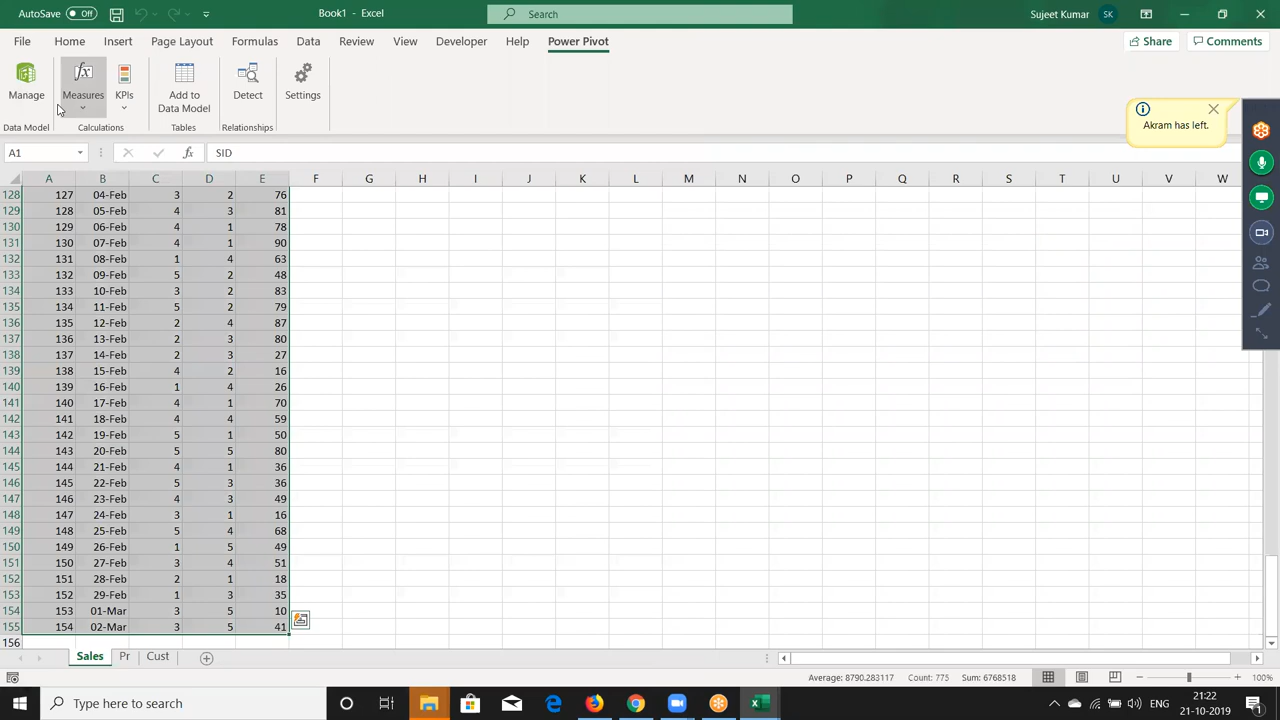 AutoSave Off Book1 - Excel Search Sujeet Kumar SK
File Home Insert Page Layout Formulas Data Review View Developer Help Power Pivot Share Comments
Manage Measures KPIs Add to Data Model Detect Settings
Data Model Calculations Tables Relationships
Akram has left.
A1 fx SID
A B C D E F G H I J K L M N O P Q R S T U V W
128 127 04-Feb 3 2 76
129 128 05-Feb 4 3 81
130 129 06-Feb 4 1 78
131 130 07-Feb 4 1 90
132 131 08-Feb 1 4 63
133 132 09-Feb 5 2 48
134 133 10-Feb 3 2 83
135 134 11-Feb 5 2 79
136 135 12-Feb 2 4 87
137 136 13-Feb 2 3 80
138 137 14-Feb 2 3 27
139 138 15-Feb 4 2 16
140 139 16-Feb 1 4 26
141 140 17-Feb 4 1 70
142 141 18-Feb 4 4 59
143 142 19-Feb 5 1 50
144 143 20-Feb 5 5 80
145 144 21-Feb 4 1 36
146 145 22-Feb 5 3 36
147 146 23-Feb 4 3 49
148 147 24-Feb 3 1 16
149 148 25-Feb 5 4 68
150 149 26-Feb 1 5 49
151 150 27-Feb 3 4 51
152 151 28-Feb 2 1 18
153 152 29-Feb 1 3 35
154 153 01-Mar 3 5 10
155 154 02-Mar 3 5 41
156
Sales Pr Cust
Average: 8790.283117 Count: 775 Sum: 6768518 100%
Type here to search ENG 21:22
21-10-2019